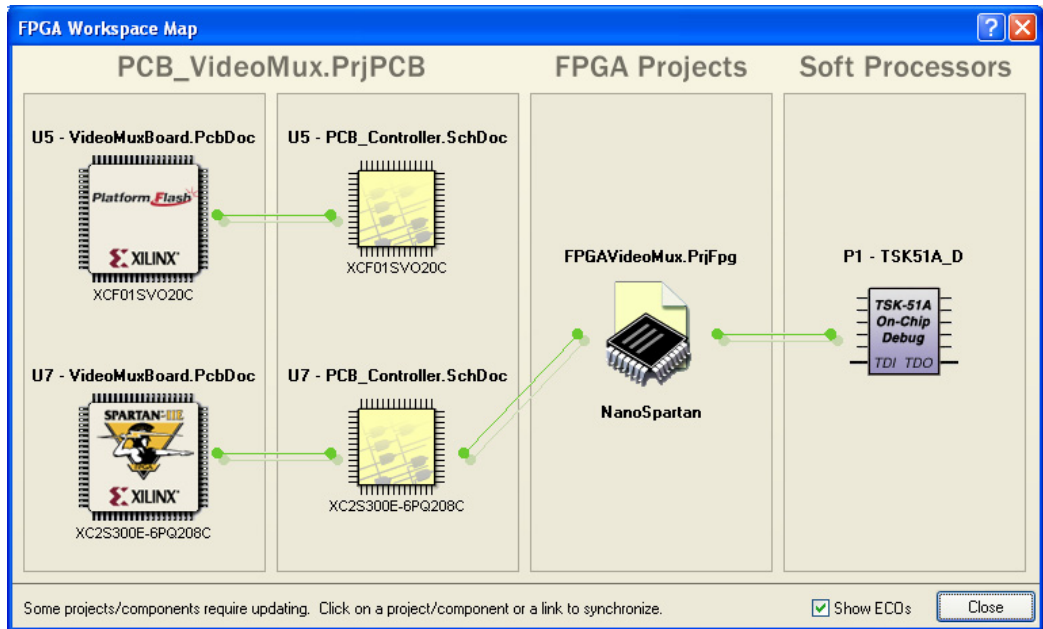 FPGA Workspace Map
PCB_VideoMux.PrjPCB
FPGA Projects
Soft Processors
U5 - VideoMuxBoard.PcbDoc
Platform Flash
XILINX
XCF01SVO20C
U5 - PCB_Controller.SchDoc
XCF01SVO20C
U7 - VideoMuxBoard.PcbDoc
SPARTAN-IIE
FPGA
XILINX
XC2S300E-6PQ208C
U7 - PCB_Controller.SchDoc
XC2S300E-6PQ208C
FPGAVideoMux.PrjFpg
NanoSpartan
P1 - TSK51A_D
TSK-51A
On-Chip
Debug
TDI TDO
Some projects/components require updating. Click on a project/component or a link to synchronize.
Show ECOs
Close